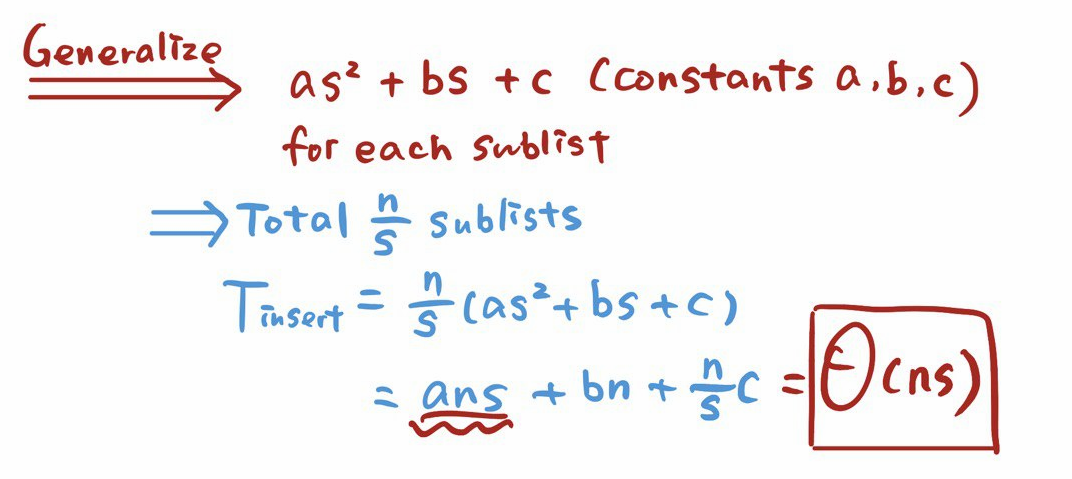 Generalize
⟹ as² + bs + c (constants a, b, c)
for each sublist
⟹ Total n/s sublists
T_insert = n/s (as² + bs + c)
= ans + bn + n/s c = Θ(ns)